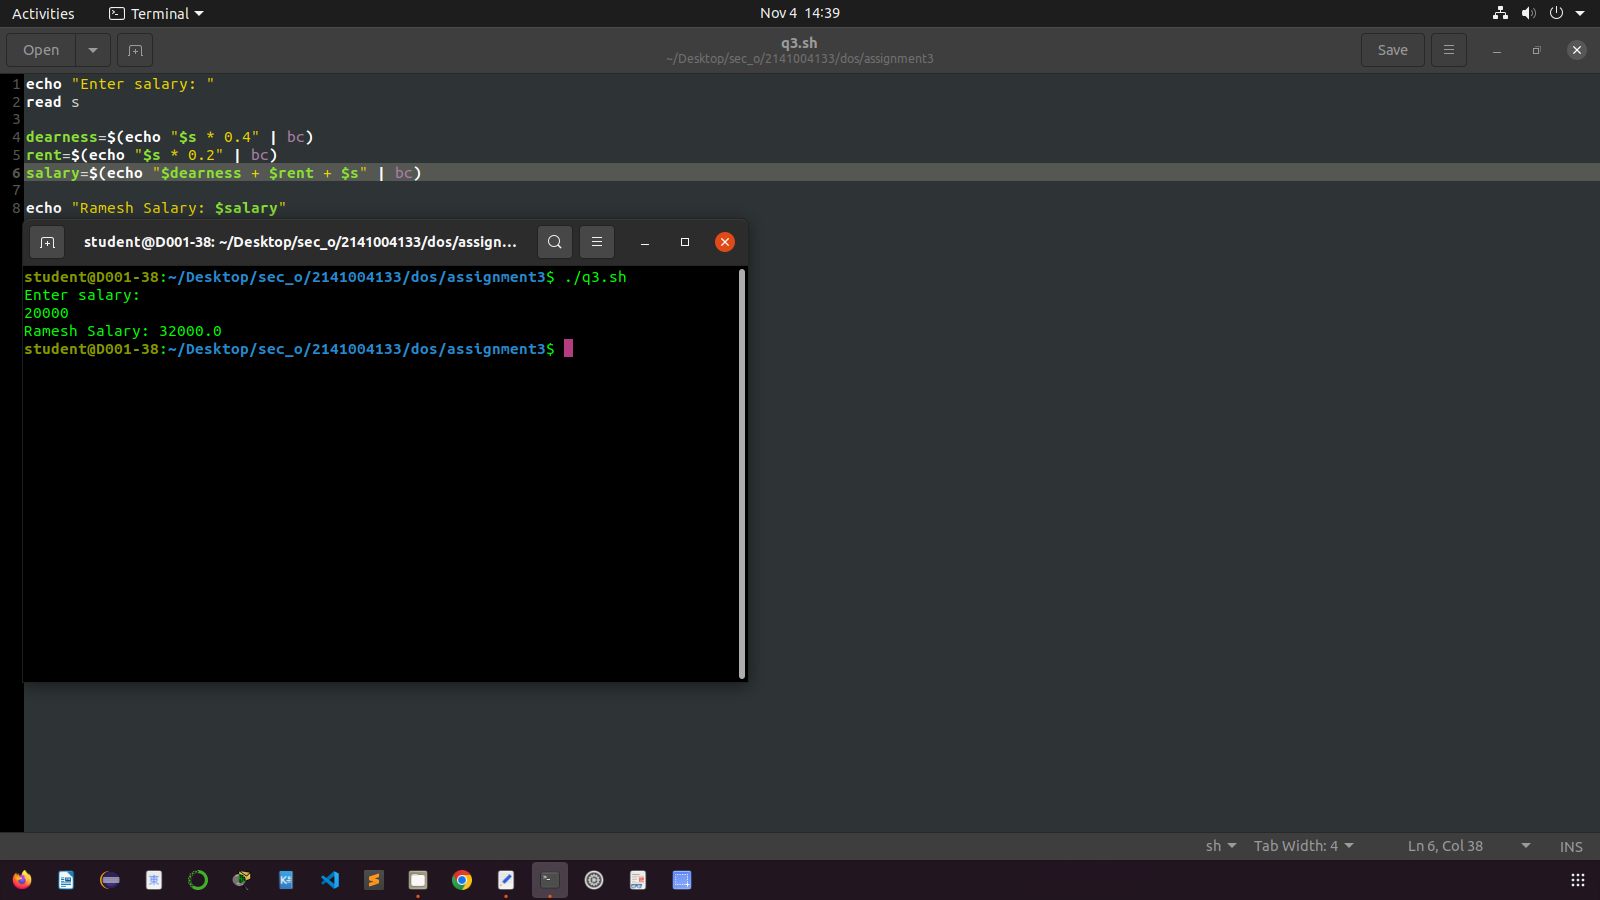 Activities Terminal Nov 4 14:39
Open q3.sh Save
~/Desktop/sec_o/2141004133/dos/assignment3
1 echo "Enter salary: "
2 read s
3
4 dearness=$(echo "$s * 0.4" | bc)
5 rent=$(echo "$s * 0.2" | bc)
6 salary=$(echo "$dearness + $rent + $s" | bc)
7
8 echo "Ramesh Salary: $salary"
student@D001-38: ~/Desktop/sec_o/2141004133/dos/assign...
student@D001-38:~/Desktop/sec_o/2141004133/dos/assignment3$ ./q3.sh
Enter salary:
20000
Ramesh Salary: 32000.0
student@D001-38:~/Desktop/sec_o/2141004133/dos/assignment3$
sh Tab Width: 4 Ln 6, Col 38 INS